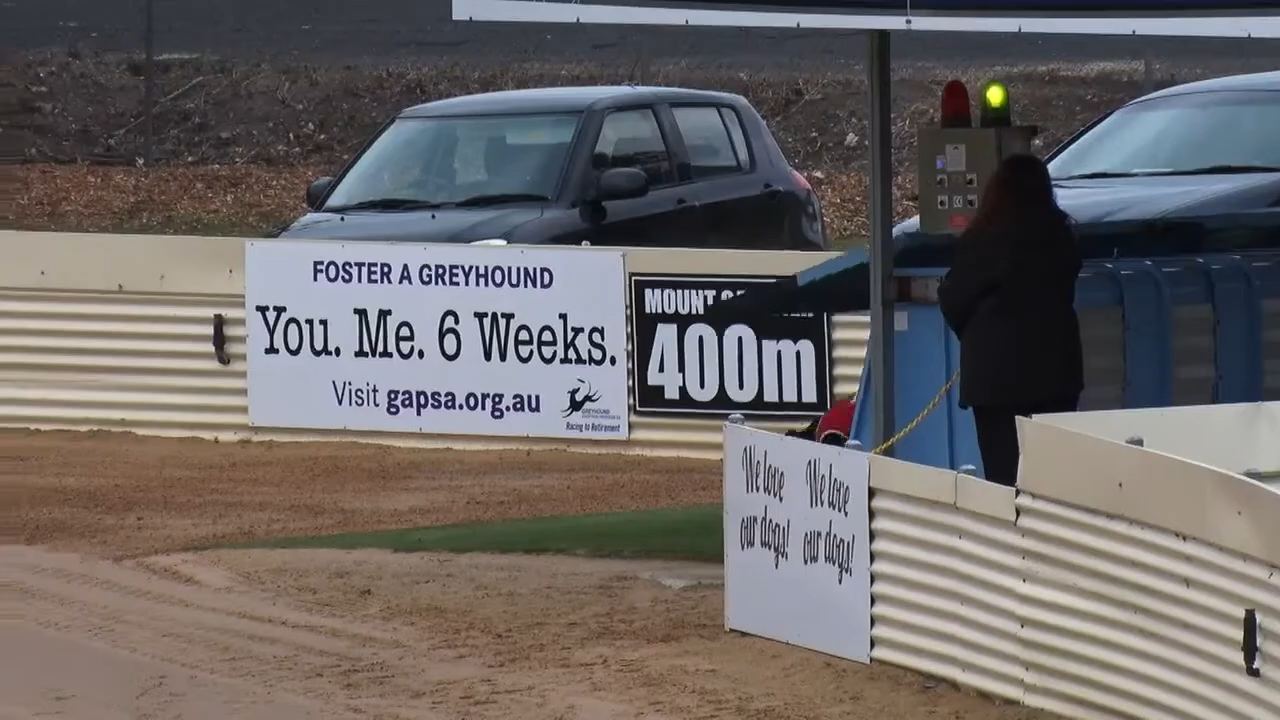 FOSTER A GREYHOUND
You. Me. 6 Weeks.
Visit gapsa.org.au
GREYHOUND
Racing to Retirement
MOUNT
400m
We love
our dogs!
We love
our dogs!